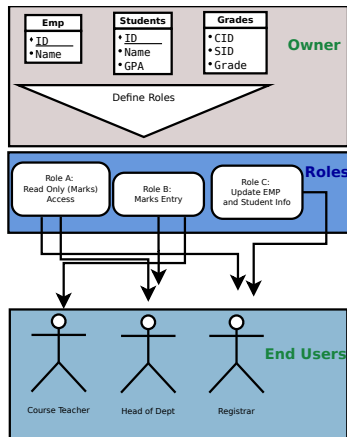 Emp
ID
Name
Students
ID
Name
GPA
Grades
CID
SID
Grade
Owner
Define Roles
Roles
Role A:
Read Only (Marks)
Access
Role B:
Marks Entry
Role C:
Update EMP
and Student Info
End Users
Course Teacher
Head of Dept
Registrar